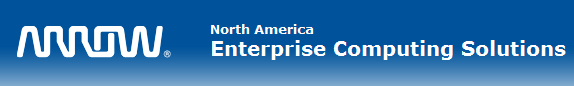 ARROW®
North America
Enterprise Computing Solutions